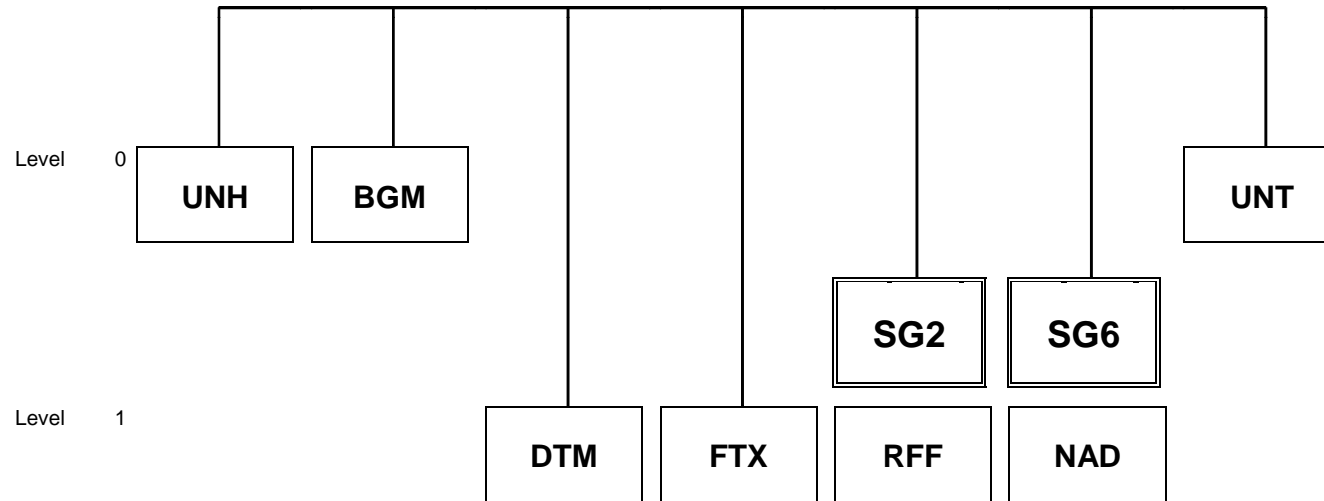 Level 0
UNH BGM UNT
SG2 SG6
Level 1
DTM FTX RFF NAD